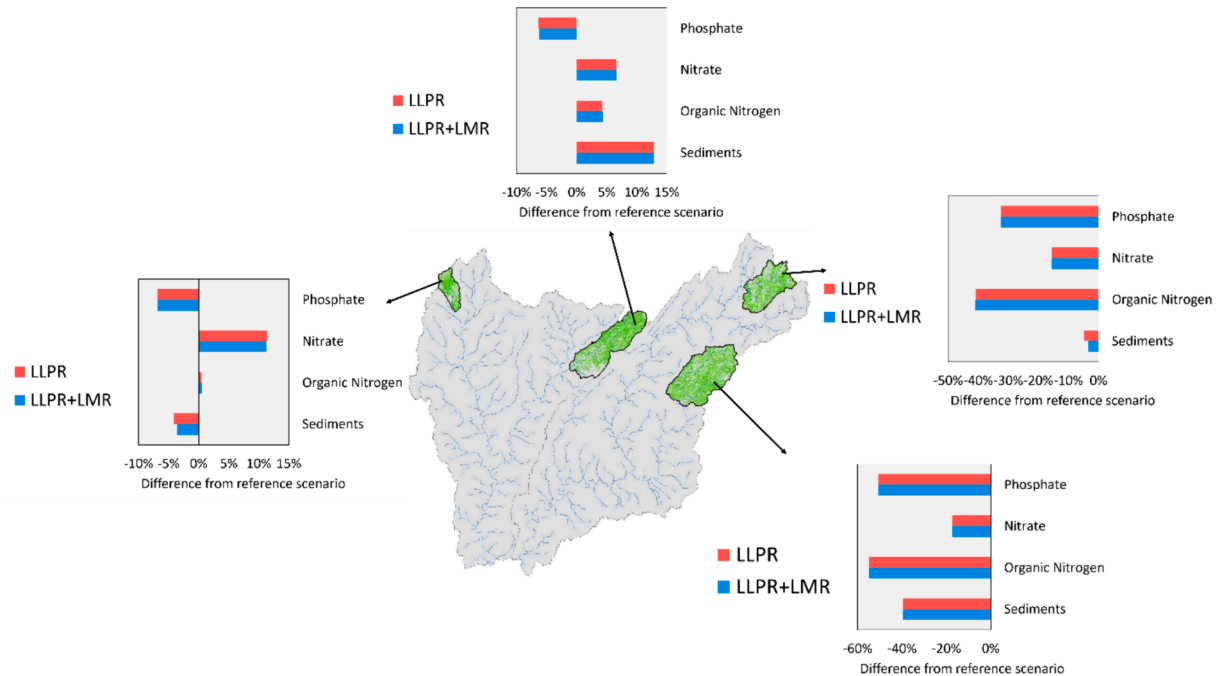 Phosphate
Nitrate
Organic Nitrogen
Sediments
LLPR
LLPR+LMR
-10% -5% 0% 5% 10% 15%
Difference from reference scenario
Phosphate
Nitrate
Organic Nitrogen
Sediments
LLPR
LLPR+LMR
-50% -40% -30% -20% -10% 0%
Difference from reference scenario
Phosphate
Nitrate
Organic Nitrogen
Sediments
LLPR
LLPR+LMR
-10% -5% 0% 5% 10% 15%
Difference from reference scenario
Phosphate
Nitrate
Organic Nitrogen
Sediments
LLPR
LLPR+LMR
-60% -40% -20% 0%
Difference from reference scenario